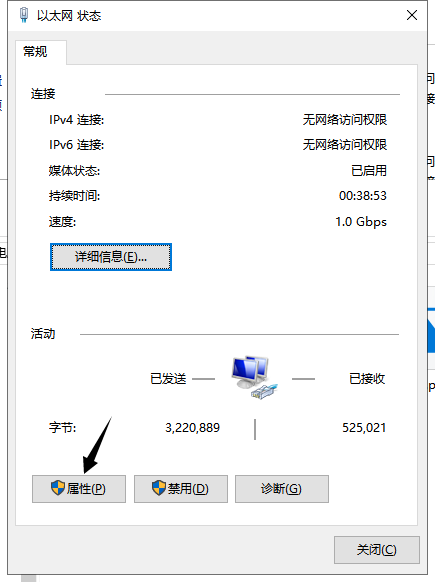 以太网 状态
常规
连接
IPv4 连接: 无网络访问权限
IPv6 连接: 无网络访问权限
媒体状态: 已启用
持续时间: 00:38:53
速度: 1.0 Gbps
详细信息(E)...
活动
已发送 已接收
字节: 3,220,889 525,021
属性(P) 禁用(D) 诊断(G)
关闭(C)